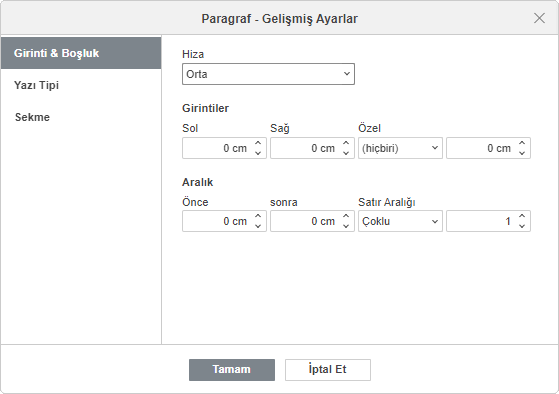 Paragraf - Gelişmiş Ayarlar
Girinti & Boşluk
Yazı Tipi
Sekme
Hiza
Orta
Girintiler
Sol Sağ Özel
0 cm 0 cm (hiçbiri) 0 cm
Aralık
Önce sonra Satır Aralığı
0 cm 0 cm Çoklu 1
Tamam İptal Et